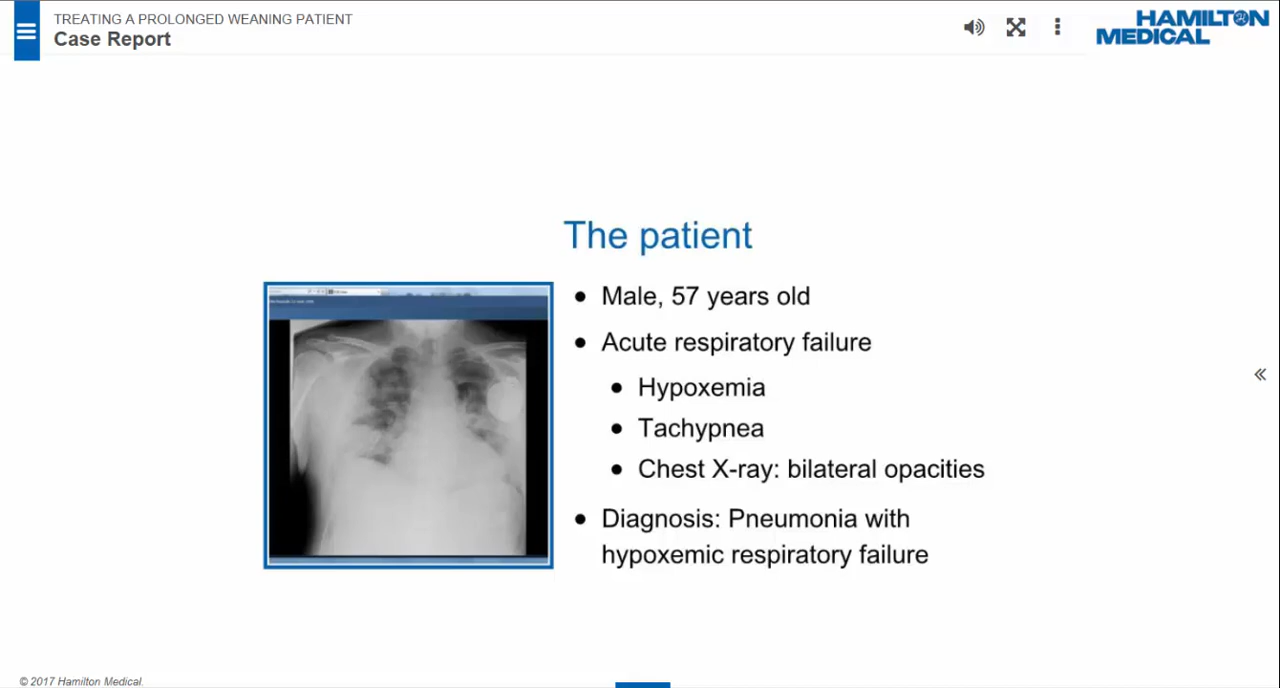 TREATING A PROLONGED WEANING PATIENT
Case Report
HAMILTON
MEDICAL
The patient
• Male, 57 years old
• Acute respiratory failure
• Hypoxemia
• Tachypnea
• Chest X-ray: bilateral opacities
• Diagnosis: Pneumonia with
hypoxemic respiratory failure
© 2017 Hamilton Medical.